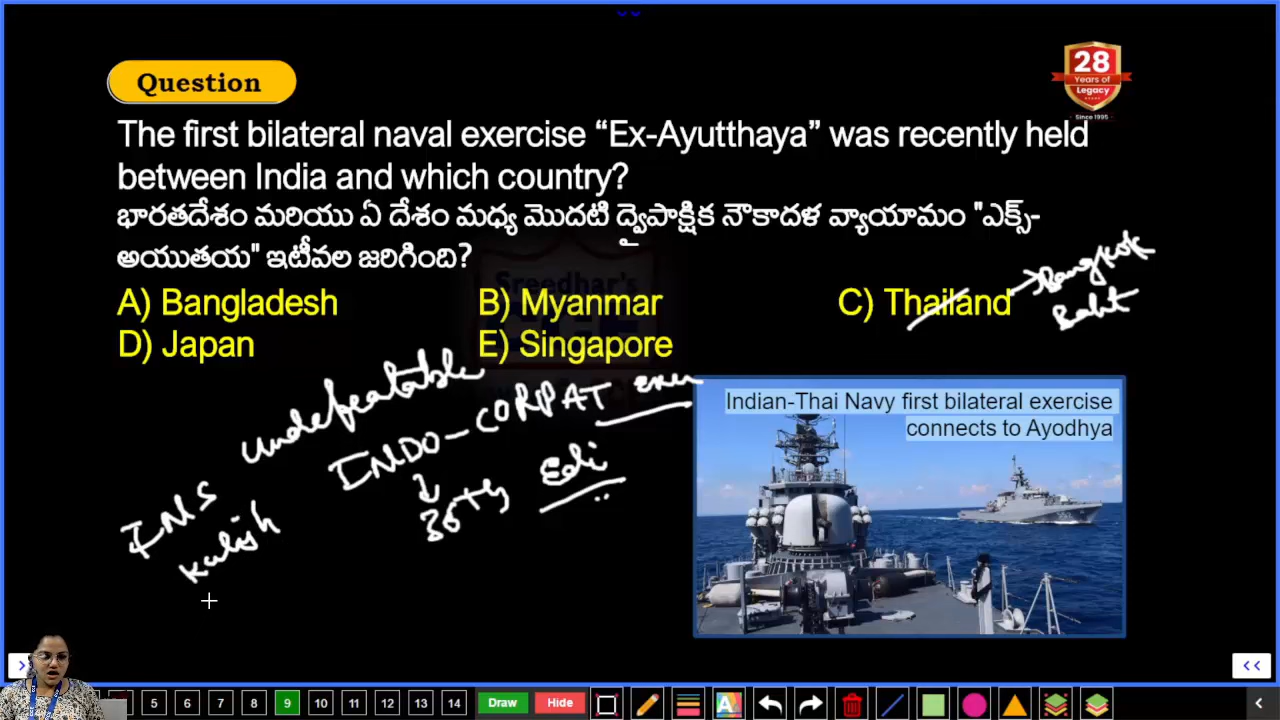 Question
28
Years of
Legacy
Since 1995
The first bilateral naval exercise “Ex-Ayutthaya” was recently held
between India and which country?
భారతదేశం మరియు ఏ దేశం మధ్య మొదటి ద్వైపాక్షిక నౌకాదళ వ్యాయామం "ఎక్స్-
అయుతయ" ఇటీవల జరిగింది?
Sreedhar's
A) Bangladesh B) Myanmar C) Thailand
Bangkok
Baht
D) Japan E) Singapore
undefeatable
INDO-CORPAT exer
35th Edi
INS
Kulish
Indian-Thai Navy first bilateral exercise
connects to Ayodhya
5 6 7 8 9 10 11 12 13 14 Draw Hide